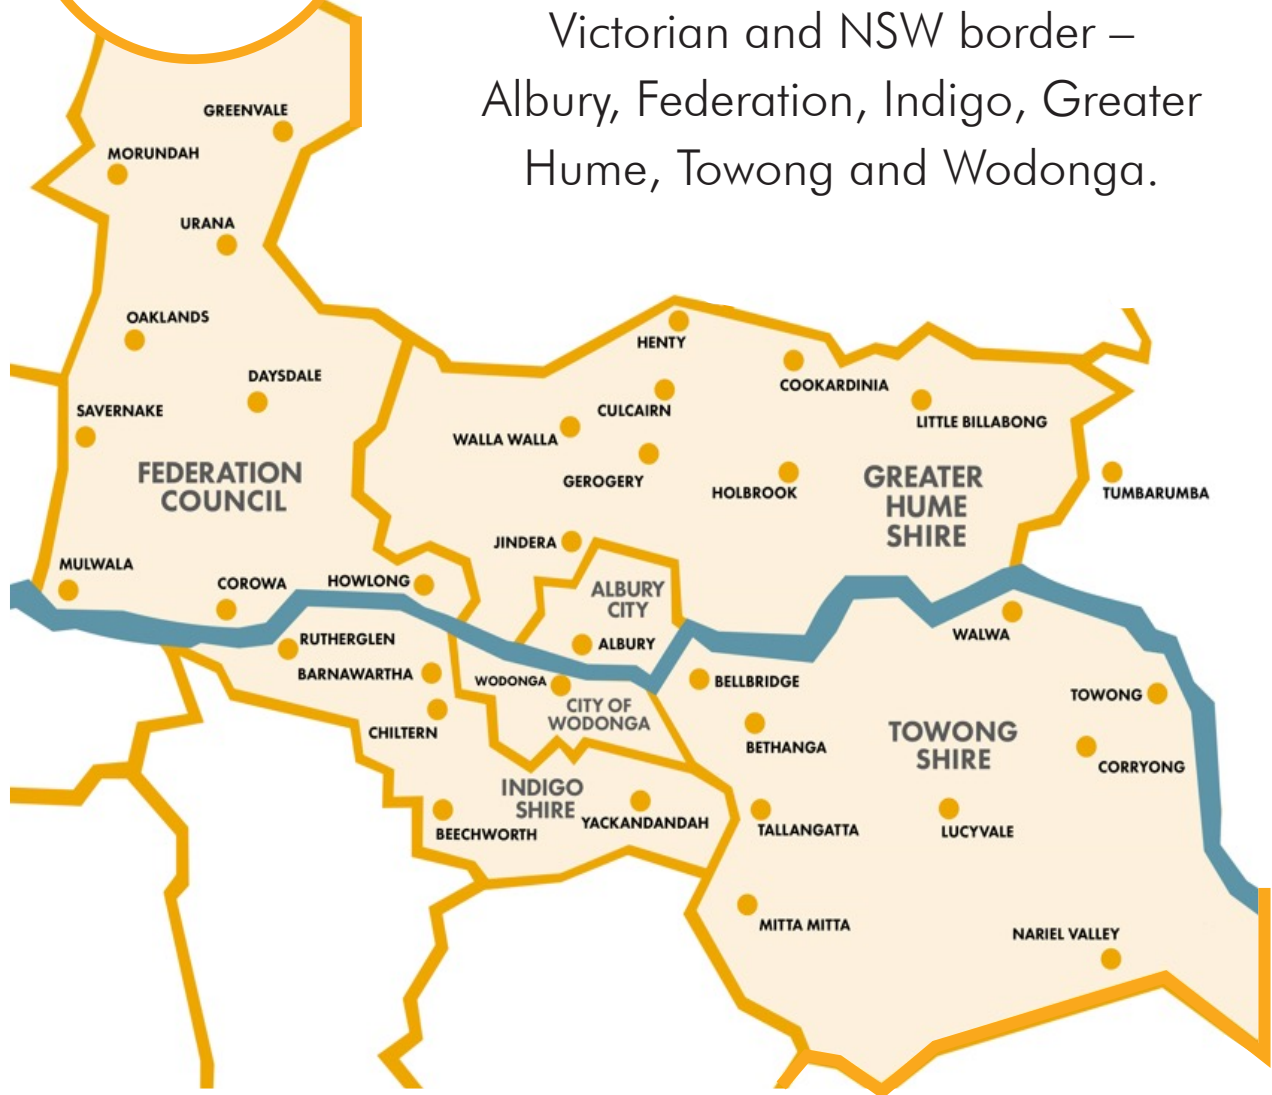 Victorian and NSW border –
Albury, Federation, Indigo, Greater
Hume, Towong and Wodonga.
GREENVALE
MORUNDAH
URANA
OAKLANDS
DAYSDALE
SAVERNAKE
FEDERATION
COUNCIL
MULWALA
COROWA
HOWLONG
HENTY
COOKARDINIA
CULCAIRN
LITTLE BILLABONG
WALLA WALLA
GEROGERY
HOLBROOK
GREATER
HUME
SHIRE
TUMBARUMBA
JINDERA
ALBURY
CITY
ALBURY
RUTHERGLEN
BARNAWARTHA
CHILTERN
WODONGA
CITY OF
WODONGA
INDIGO
SHIRE
BEECHWORTH
YACKANDANDAH
WALWA
BELLBRIDGE
TOWONG
BETHANGA
TOWONG
SHIRE
CORRYONG
TALLANGATTA
LUCYVALE
MITTA MITTA
NARIEL VALLEY